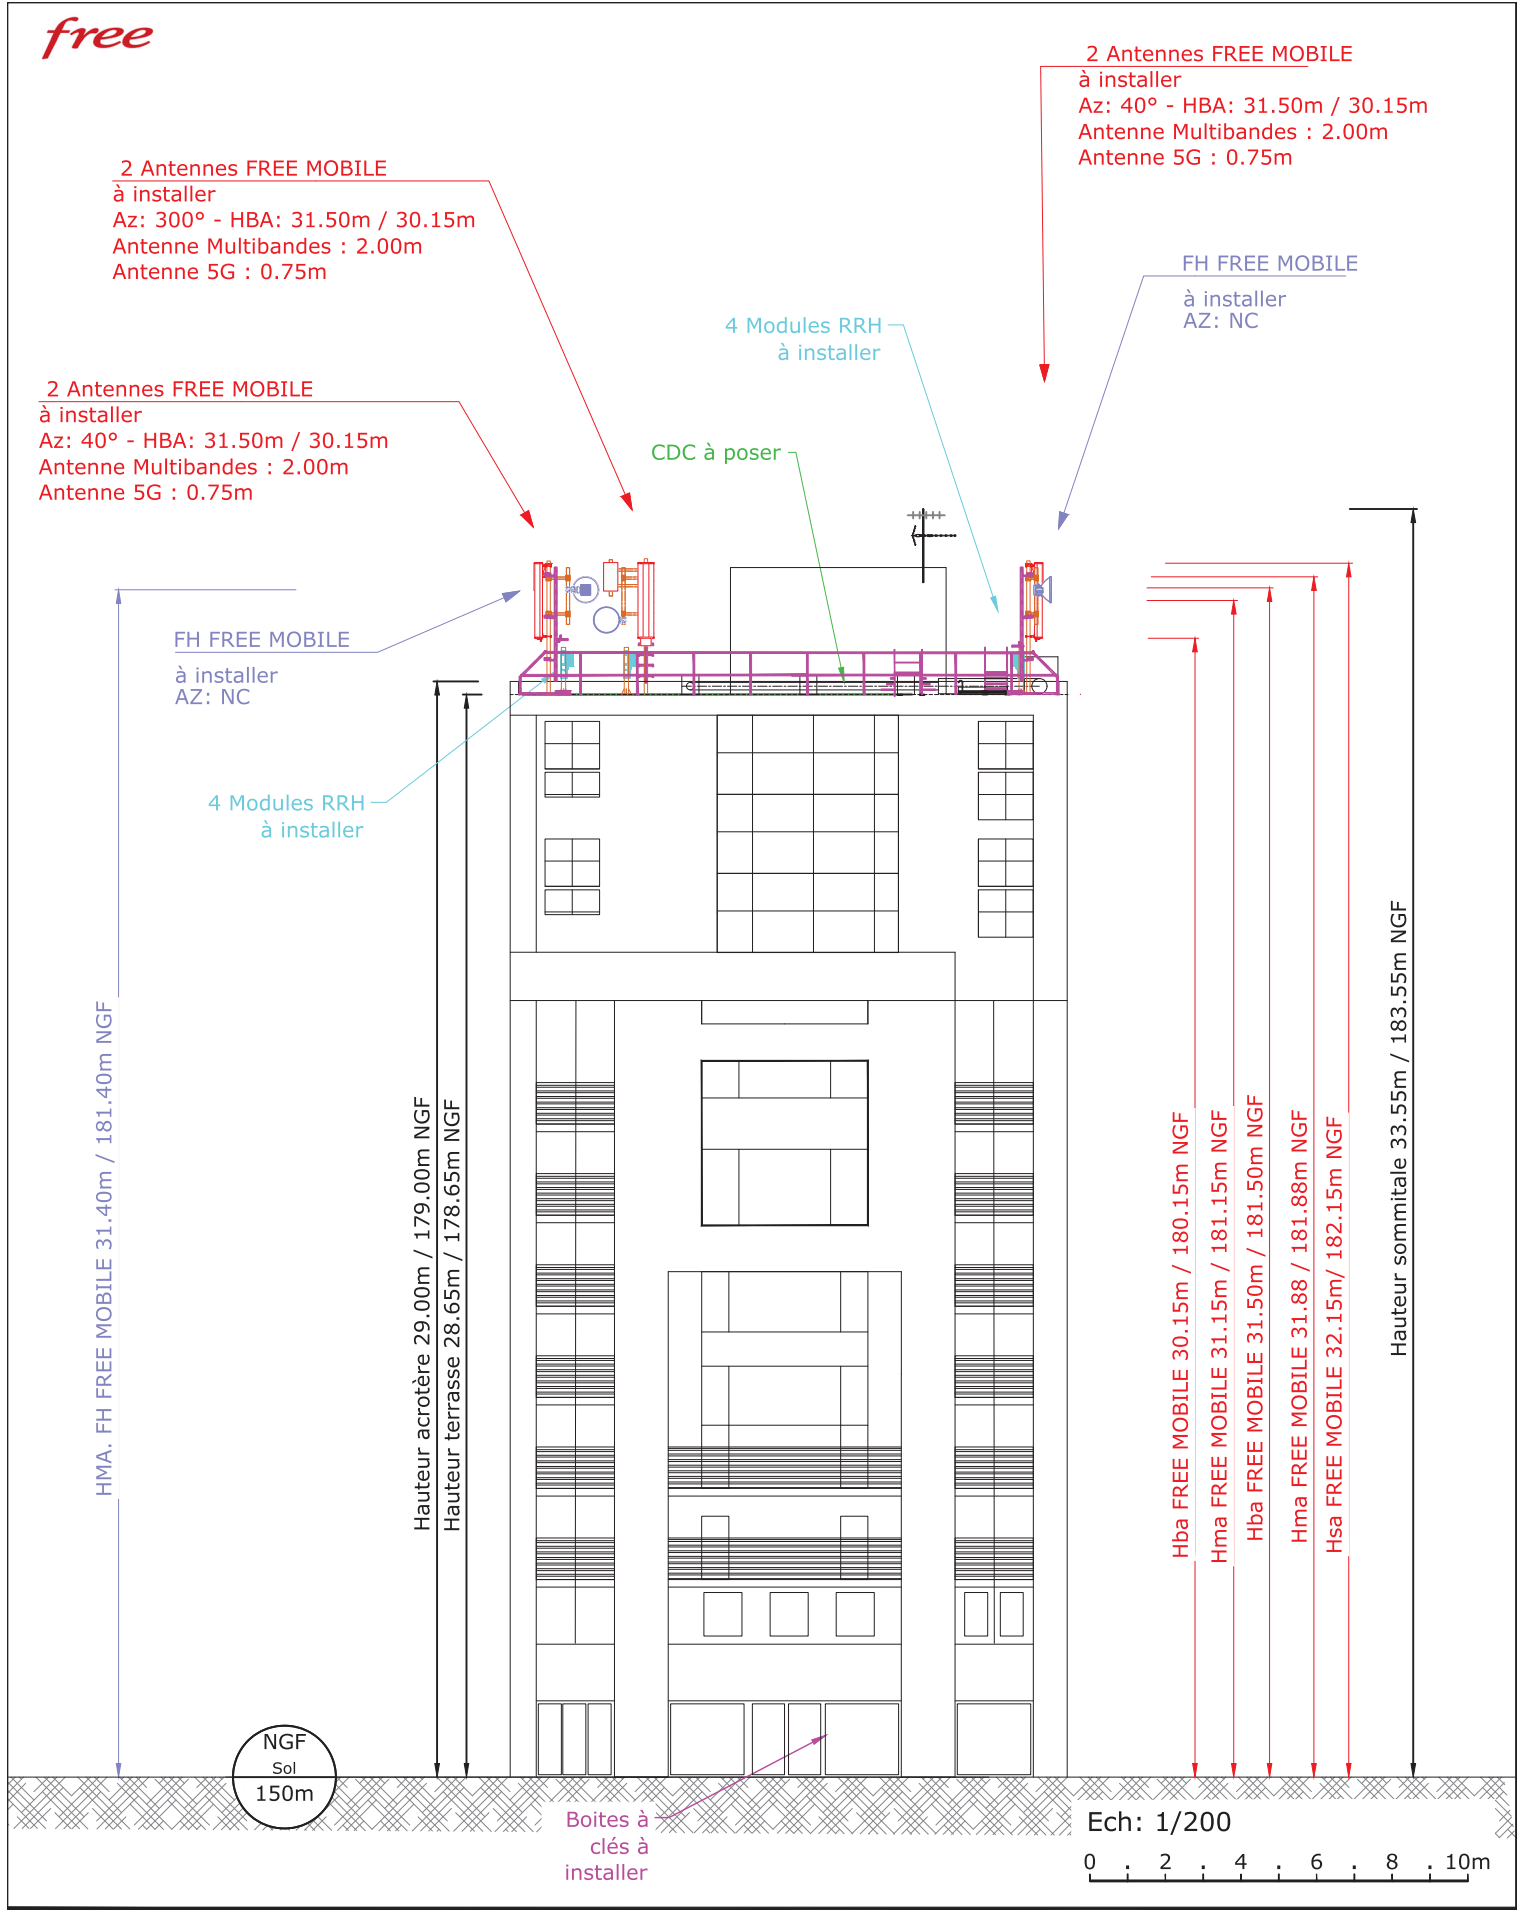 free
2 Antennes FREE MOBILE
à installer
Az: 40° - HBA: 31.50m / 30.15m
Antenne Multibandes : 2.00m
Antenne 5G : 0.75m
2 Antennes FREE MOBILE
à installer
Az: 300° - HBA: 31.50m / 30.15m
Antenne Multibandes : 2.00m
Antenne 5G : 0.75m
FH FREE MOBILE
à installer
AZ: NC
4 Modules RRH
à installer
2 Antennes FREE MOBILE
à installer
Az: 40° - HBA: 31.50m / 30.15m
Antenne Multibandes : 2.00m
Antenne 5G : 0.75m
CDC à poser
FH FREE MOBILE
à installer
AZ: NC
4 Modules RRH
à installer
HMA. FH FREE MOBILE 31.40m / 181.40m NGF
Hauteur acrotère 29.00m / 179.00m NGF
Hauteur terrasse 28.65m / 178.65m NGF
Hba FREE MOBILE 30.15m / 180.15m NGF
Hma FREE MOBILE 31.15m / 181.15m NGF
Hba FREE MOBILE 31.50m / 181.50m NGF
Hma FREE MOBILE 31.88 / 181.88m NGF
Hsa FREE MOBILE 32.15m/ 182.15m NGF
Hauteur sommitale 33.55m / 183.55m NGF
NGF
Sol
150m
Boites à
clés à
installer
Ech: 1/200
0 . 2 . 4 . 6 . 8 . 10m